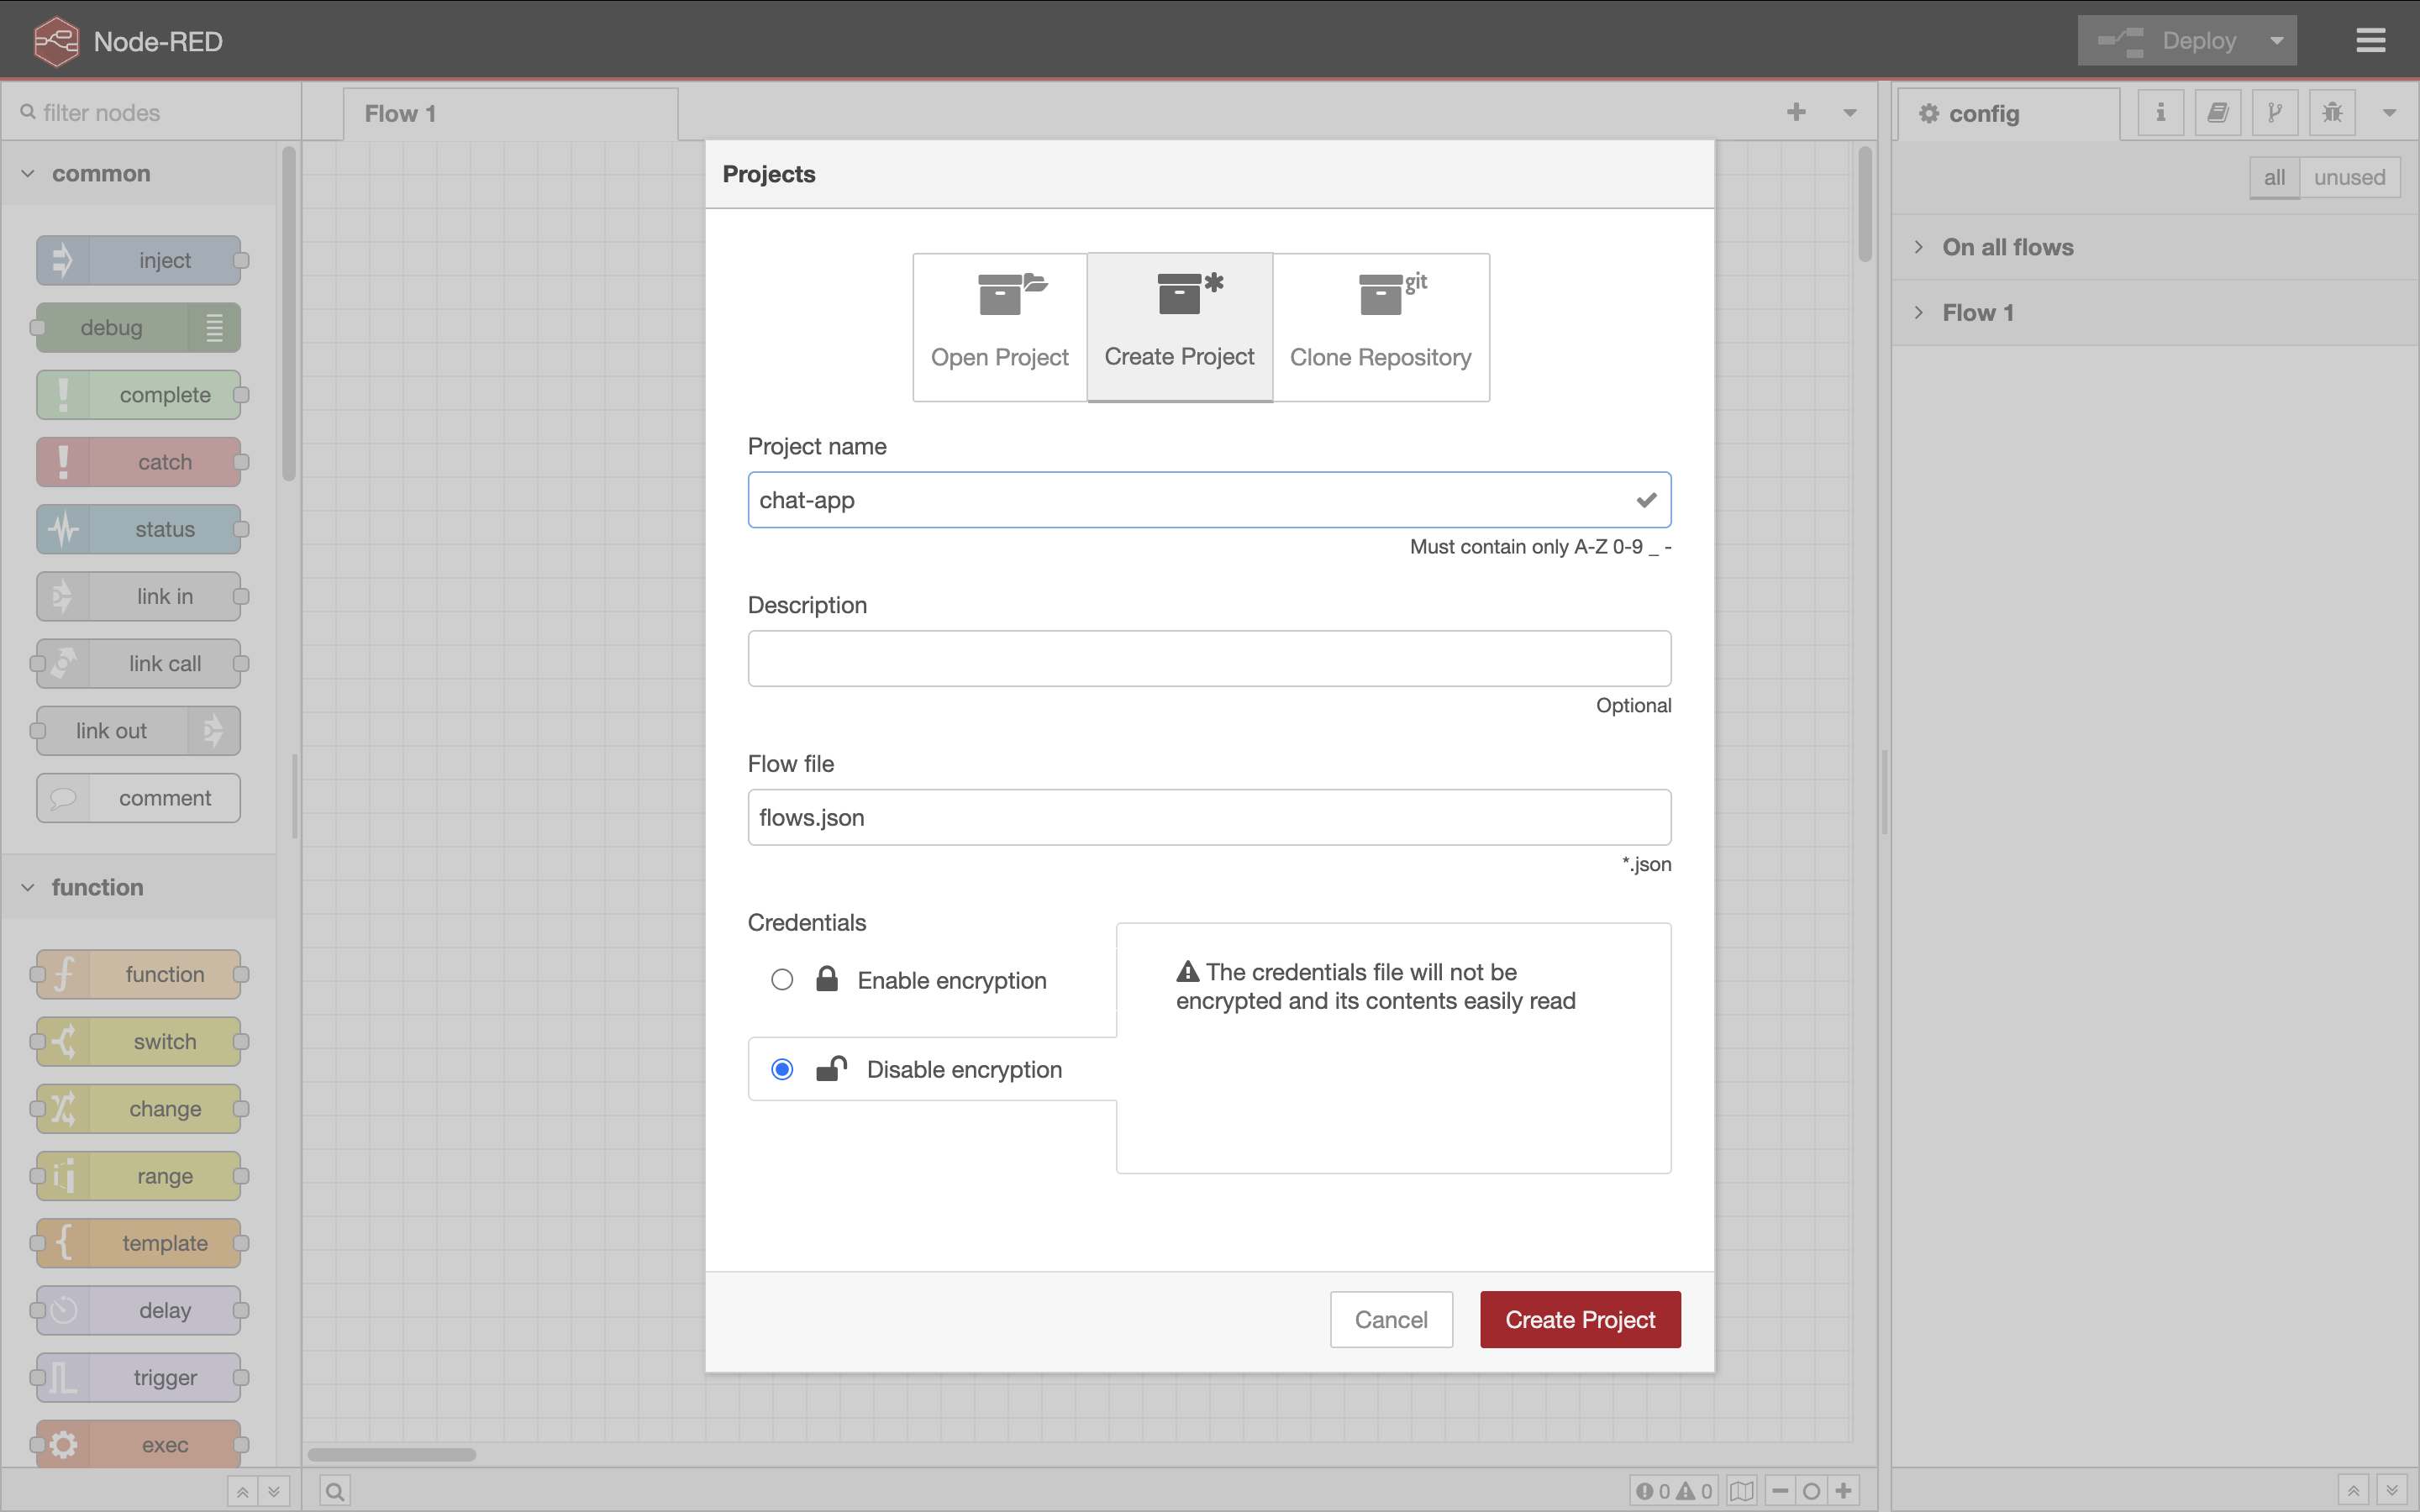 Node-RED
Deploy
filter nodes
common
inject
debug
complete
catch
status
link in
link call
link out
comment
function
function
switch
change
range
template
delay
trigger
exec
Flow 1
Projects
Open Project
Create Project
git
Clone Repository
Project name
chat-app
Must contain only A-Z 0-9 _ -
Description
Optional
Flow file
flows.json
*.json
Credentials
Enable encryption
Disable encryption
The credentials file will not be
encrypted and its contents easily read
Cancel
Create Project
0 0
config
all unused
On all flows
Flow 1